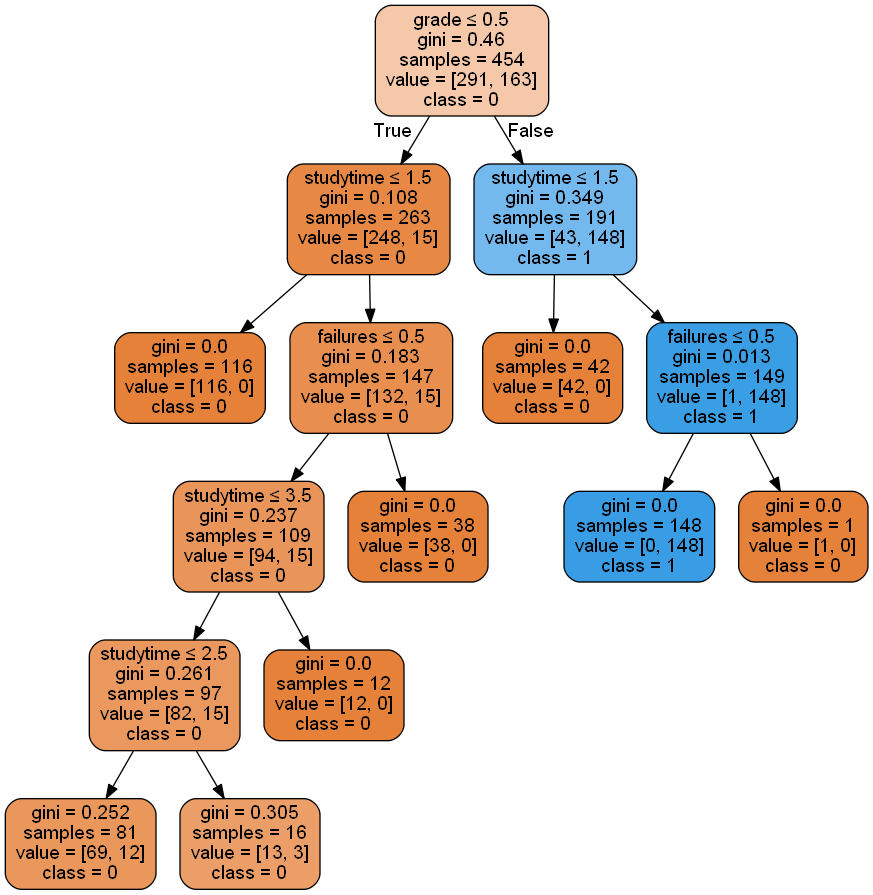 grade ≤ 0.5
gini = 0.46
samples = 454
value = [291, 163]
class = 0
True
False
studytime ≤ 1.5
gini = 0.108
samples = 263
value = [248, 15]
class = 0
studytime ≤ 1.5
gini = 0.349
samples = 191
value = [43, 148]
class = 1
gini = 0.0
samples = 116
value = [116, 0]
class = 0
failures ≤ 0.5
gini = 0.183
samples = 147
value = [132, 15]
class = 0
gini = 0.0
samples = 42
value = [42, 0]
class = 0
failures ≤ 0.5
gini = 0.013
samples = 149
value = [1, 148]
class = 1
studytime ≤ 3.5
gini = 0.237
samples = 109
value = [94, 15]
class = 0
gini = 0.0
samples = 38
value = [38, 0]
class = 0
gini = 0.0
samples = 148
value = [0, 148]
class = 1
gini = 0.0
samples = 1
value = [1, 0]
class = 0
studytime ≤ 2.5
gini = 0.261
samples = 97
value = [82, 15]
class = 0
gini = 0.0
samples = 12
value = [12, 0]
class = 0
gini = 0.252
samples = 81
value = [69, 12]
class = 0
gini = 0.305
samples = 16
value = [13, 3]
class = 0